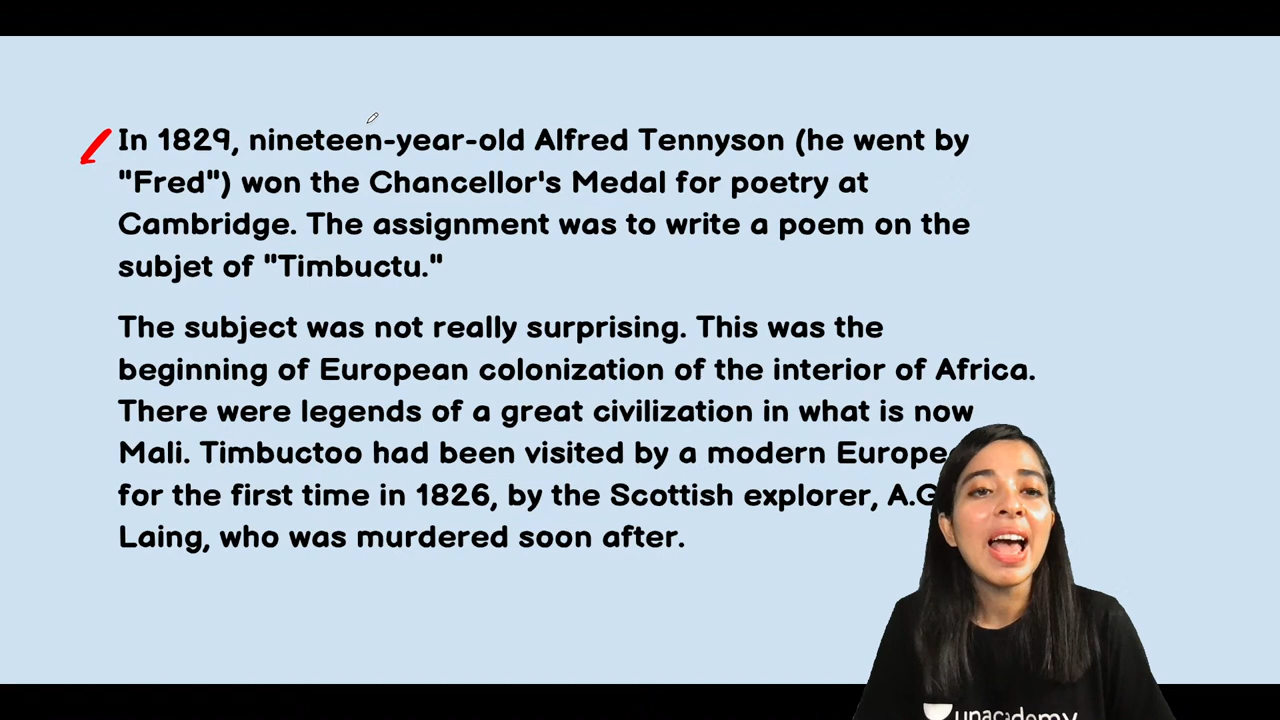 In 1829, nineteen-year-old Alfred Tennyson (he went by
"Fred") won the Chancellor's Medal for poetry at
Cambridge. The assignment was to write a poem on the
subjet of "Timbuctu."
The subject was not really surprising. This was the
beginning of European colonization of the interior of Africa.
There were legends of a great civilization in what is now
Mali. Timbuctoo had been visited by a modern
for the first time in 1826, by the Scottish explorer,
Laing, who was murdered soon after.
unacademy